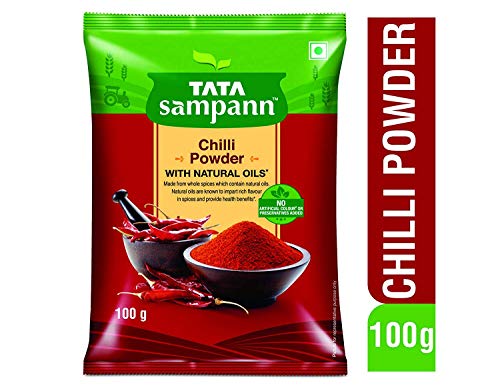 TATA
sampann™
Chilli
Powder
WITH NATURAL OILS*
Made from whole spices which contain natural oils.
Natural oils are known to impart rich flavour
in spices and provide health benefits*.
NO
ARTIFICIAL COLOUR* OR
PRESERVATIVES ADDED
100 g
CHILLI POWDER
100g